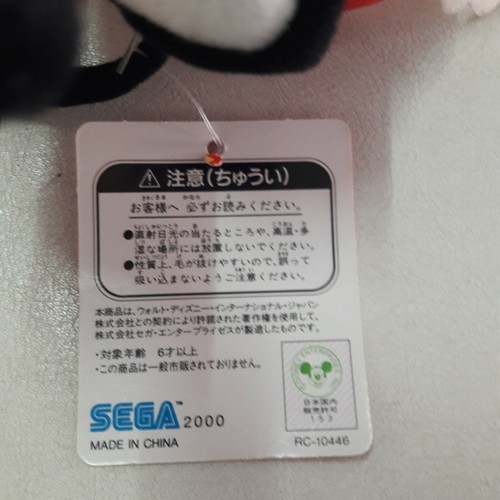 ⚠ 注意(ちゅうい)
お客様へ 必ずお読みください。
●直射日光の当たるところや、高温・多
湿な場所には放置しないでください。
●性質上、毛が抜けやすいので、誤って
吸い込まないようご注意ください。
本商品は、ウォルト・ディズニー・インターナショナル・ジャパン
株式会社との契約により許諾された著作権を使用して、
株式会社セガ・エンタープライゼスが製造したものです。
・対象年齢 6才以上
・この商品は一般市販されておりません。
SEGA™ 2000
MADE IN CHINA
日本国内
販売許可
153
RC-10446